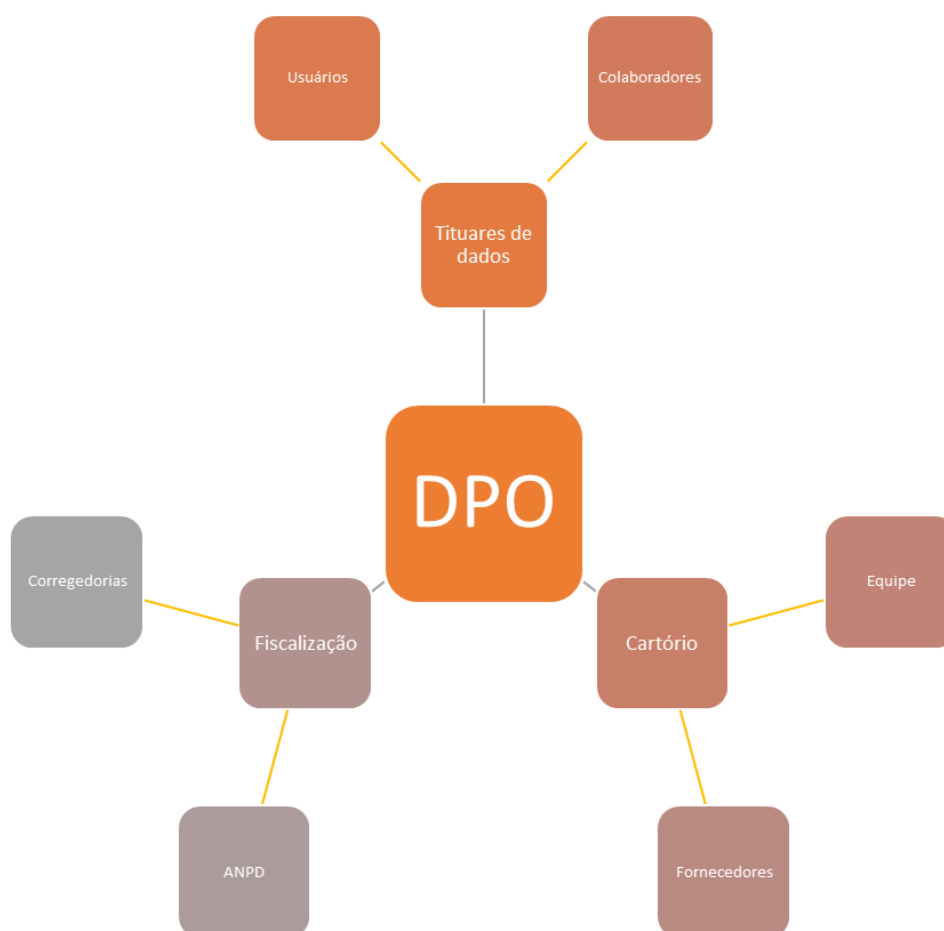 Usuários
Colaboradores
Tituares de
dados
DPO
Corregedorias
Equipe
Fiscalização
Cartório
ANPD
Fornecedores